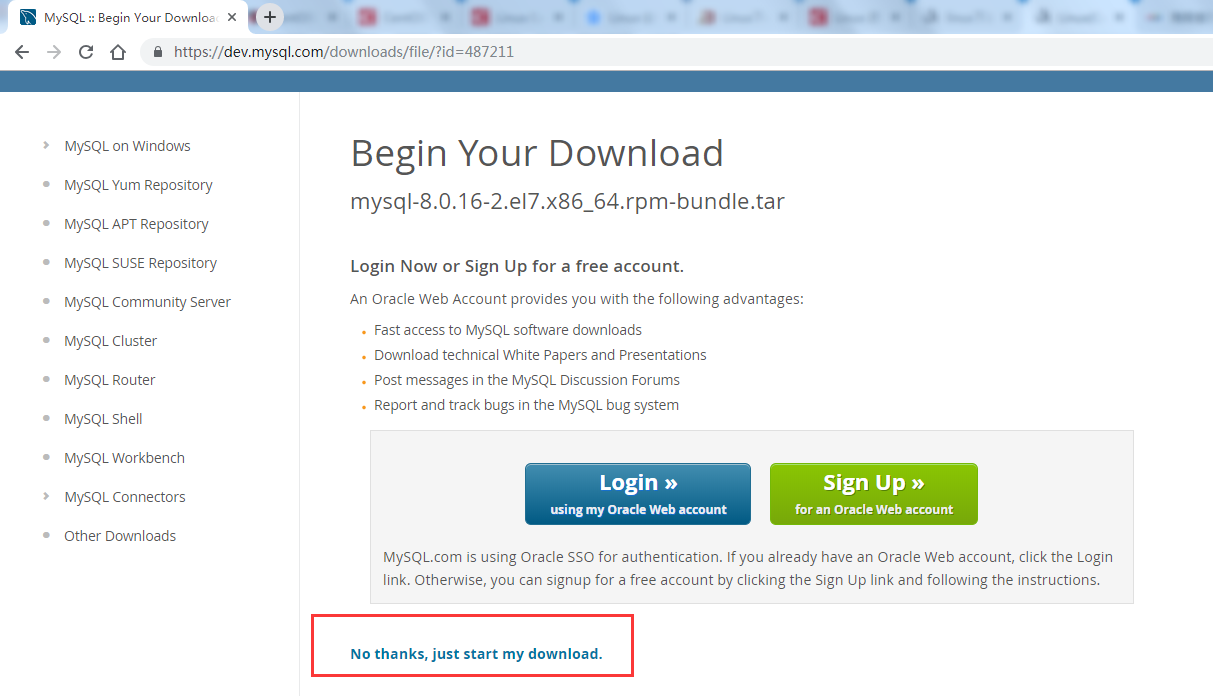 MySQL :: Begin Your Downloa
https://dev.mysql.com/downloads/file/?id=487211
MySQL on Windows
MySQL Yum Repository
MySQL APT Repository
MySQL SUSE Repository
MySQL Community Server
MySQL Cluster
MySQL Router
MySQL Shell
MySQL Workbench
MySQL Connectors
Other Downloads
Begin Your Download
mysql-8.0.16-2.el7.x86_64.rpm-bundle.tar
Login Now or Sign Up for a free account.
An Oracle Web Account provides you with the following advantages:
Fast access to MySQL software downloads
Download technical White Papers and Presentations
Post messages in the MySQL Discussion Forums
Report and track bugs in the MySQL bug system
Login »
using my Oracle Web account
Sign Up »
for an Oracle Web account
MySQL.com is using Oracle SSO for authentication. If you already have an Oracle Web account, click the Login
link. Otherwise, you can signup for a free account by clicking the Sign Up link and following the instructions.
No thanks, just start my download.